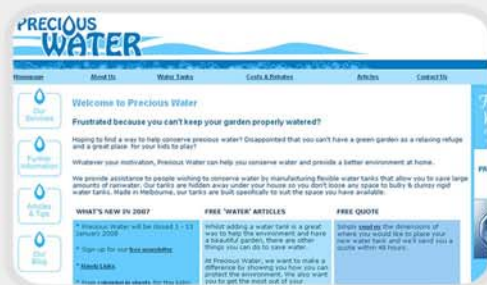 PRECIOUS
WATER
Homepage About Us Water Tanks Costs & Rebates Articles Contact Us
Our
Services
Further
Information
Articles
& Tips
Our
Blog
Welcome to Precious Water
Frustrated because you can't keep your garden properly watered?
Hoping to find a way to help conserve precious water? Disappointed that you can't have a green garden as a relaxing refuge
and a great place for your kids to play?
Whatever your motivation, Precious Water can help you conserve water and provide a better environment at home.
We provide assistance to people wishing to conserve water by manufacturing flexible water tanks that allow you to save large
amounts of rainwater. Our tanks are hidden away under your house so you don't loose any space to bulky & clumsy rigid
water tanks. Made in Melbourne, our tanks are built specifically to suit the space you have available.
WHAT'S NEW IN 2007
* Precious Water will be closed 1 - 13
January 2008
* Sign up for our free newsletter
FREE 'WATER' ARTICLES
Whilst adding a water tank is a great
way to help the environment and have
a beautiful garden, there are other
things you can do to save water.
At Precious Water, we want to make a
difference by showing you how you can
protect the environment. We also want
you to get the most out of your
FREE QUOTE
Simply send us the dimensions of
where you would like to place your
new water tank and we'll send you a
quote within 48 hours.